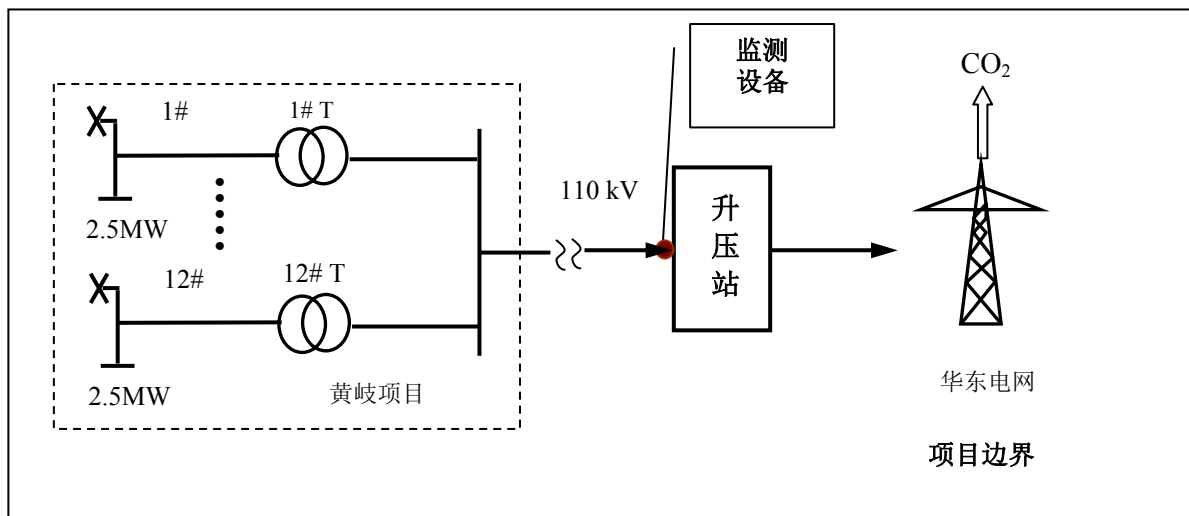 监测
设备
CO₂
1#
1# T
110 kV
升
压
站
2.5MW
12#
12# T
2.5MW
黄岐项目
华东电网
项目边界